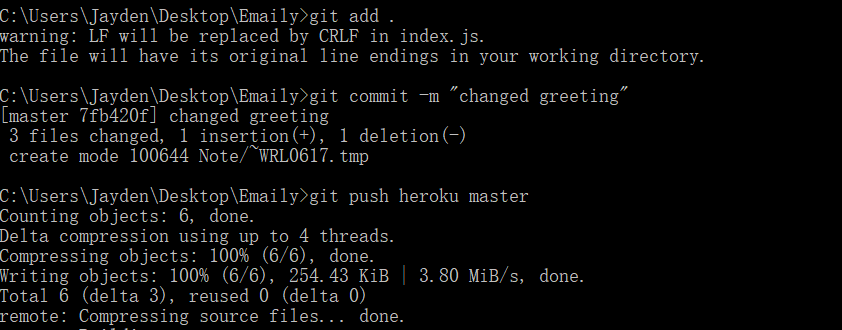 C:\Users\Jayden\Desktop\Emaily>git add .
warning: LF will be replaced by CRLF in index.js.
The file will have its original line endings in your working directory.
C:\Users\Jayden\Desktop\Emaily>git commit -m "changed greeting"
[master 7fb420f] changed greeting
 3 files changed, 1 insertion(+), 1 deletion(-)
 create mode 100644 Note/~WRL0617.tmp
C:\Users\Jayden\Desktop\Emaily>git push heroku master
Counting objects: 6, done.
Delta compression using up to 4 threads.
Compressing objects: 100% (6/6), done.
Writing objects: 100% (6/6), 254.43 KiB | 3.80 MiB/s, done.
Total 6 (delta 3), reused 0 (delta 0)
remote: Compressing source files... done.